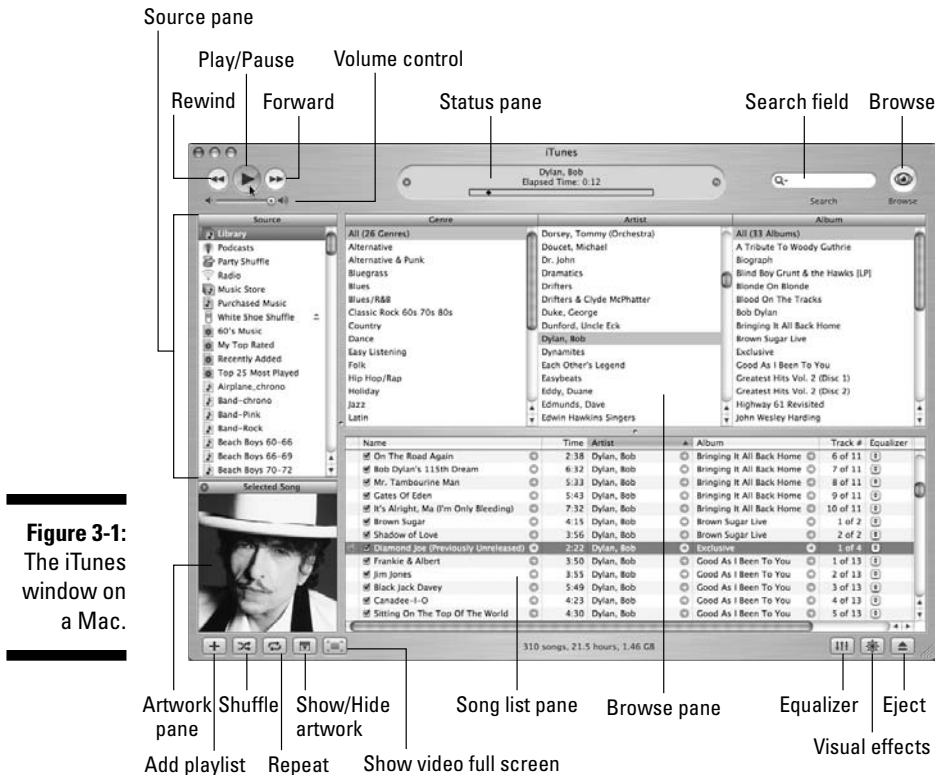 Source pane
Play/Pause
Volume control
Rewind
Forward
Status pane
Search field
Browse
iTunes
Dylan, Bob
Elapsed Time: 0:12
Search
Browse
Source
Library
Podcasts
Party Shuffle
Radio
Music Store
Purchased Music
White Shoe Shuffle
60's Music
My Top Rated
Recently Added
Top 25 Most Played
Airplane_chrono
Band-chrono
Band-Pink
Band-Rock
Beach Boys 60-66
Beach Boys 66-69
Beach Boys 70-72
Selected Song
Genre
All (26 Genres)
Alternative
Alternative & Punk
Bluegrass
Blues
Blues/R&B
Classic Rock 60s 70s 80s
Country
Dance
Easy Listening
Folk
Hip Hop/Rap
Holiday
Jazz
Latin
Artist
Dorsey, Tommy (Orchestra)
Doucet, Michael
Dr. John
Dramatics
Drifters
Drifters & Clyde McPhatter
Duke, George
Dunford, Uncle Eck
Dylan, Bob
Dynamites
Each Other's Legend
Easybeats
Eddy, Duane
Edmunds, Dave
Edwin Hawkins Singers
Album
All (33 Albums)
A Tribute To Woody Guthrie
Biograph
Blind Boy Grunt & the Hawks [LP]
Blonde On Blonde
Blood On The Tracks
Bob Dylan
Bringing It All Back Home
Brown Sugar Live
Exclusive
Good As I Been To You
Greatest Hits Vol. 2 (Disc 1)
Greatest Hits Vol. 2 (Disc 2)
Highway 61 Revisited
John Wesley Harding
Name Time Artist Album Track # Equalizer
On The Road Again 2:38 Dylan, Bob Bringing It All Back Home 6 of 11
Bob Dylan's 115th Dream 6:32 Dylan, Bob Bringing It All Back Home 7 of 11
Mr. Tambourine Man 5:33 Dylan, Bob Bringing It All Back Home 8 of 11
Gates Of Eden 5:43 Dylan, Bob Bringing It All Back Home 9 of 11
It's Alright, Ma (I'm Only Bleeding) 7:32 Dylan, Bob Bringing It All Back Home 10 of 11
Brown Sugar 4:15 Dylan, Bob Brown Sugar Live 1 of 2
Shadow of Love 3:56 Dylan, Bob Brown Sugar Live 2 of 2
Diamond Joe (Previously Unreleased) 2:22 Dylan, Bob Exclusive 1 of 4
Frankie & Albert 3:50 Dylan, Bob Good As I Been To You 1 of 13
Jim Jones 3:55 Dylan, Bob Good As I Been To You 2 of 13
Black Jack Davey 5:49 Dylan, Bob Good As I Been To You 3 of 13
Canadee-I-O 4:23 Dylan, Bob Good As I Been To You 4 of 13
Sitting On The Top Of The World 4:30 Dylan, Bob Good As I Been To You 5 of 13
310 songs, 21.5 hours, 1.46 GB
Figure 3-1:
The iTunes
window on
a Mac.
Artwork
pane
Shuffle
Show/Hide
artwork
Song list pane
Browse pane
Equalizer
Eject
Visual effects
Add playlist
Repeat
Show video full screen